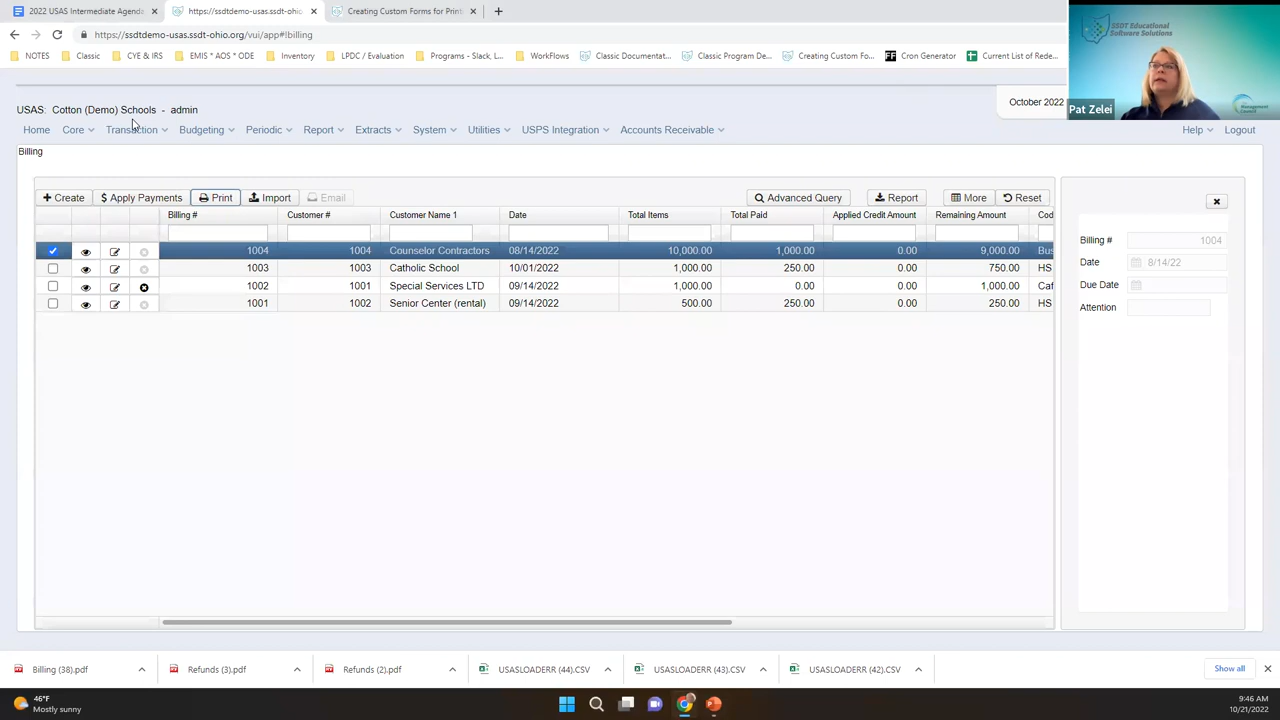 2022 USAS Intermediate Agenda
https://ssdtdemo-usas.ssdt-ohio
Creating Custom Forms for Print
https://ssdtdemo-usas.ssdt-ohio.org/vui/app#!billing
NOTES Classic CYE & IRS EMIS * AOS * ODE Inventory LPDC / Evaluation Programs - Slack, L... WorkFlows Classic Documentat... Classic Program De... Creating Custom Fo... Cron Generator Current List of Rede...
SSDT Educational
Software Solutions
Management
Council
Pat Zelei
USAS: Cotton (Demo) Schools - admin
October 2022
Home Core Transaction Budgeting Periodic Report Extracts System Utilities USPS Integration Accounts Receivable Help Logout
Billing
Create $ Apply Payments Print Import Email Advanced Query Report More Reset
Billing # Customer # Customer Name 1 Date Total Items Total Paid Applied Credit Amount Remaining Amount Cod
1004 1004 Counselor Contractors 08/14/2022 10,000.00 1,000.00 0.00 9,000.00 Bus
1003 1003 Catholic School 10/01/2022 1,000.00 250.00 0.00 750.00 HS
1002 1001 Special Services LTD 09/14/2022 1,000.00 0.00 0.00 1,000.00 Caf
1001 1002 Senior Center (rental) 09/14/2022 500.00 250.00 0.00 250.00 HS
Billing # 1004
Date 8/14/22
Due Date
Attention
Billing (38).pdf Refunds (3).pdf Refunds (2).pdf USASLOADERR (44).CSV USASLOADERR (43).CSV USASLOADERR (42).CSV Show all
46°F
Mostly sunny
9:46 AM
10/21/2022